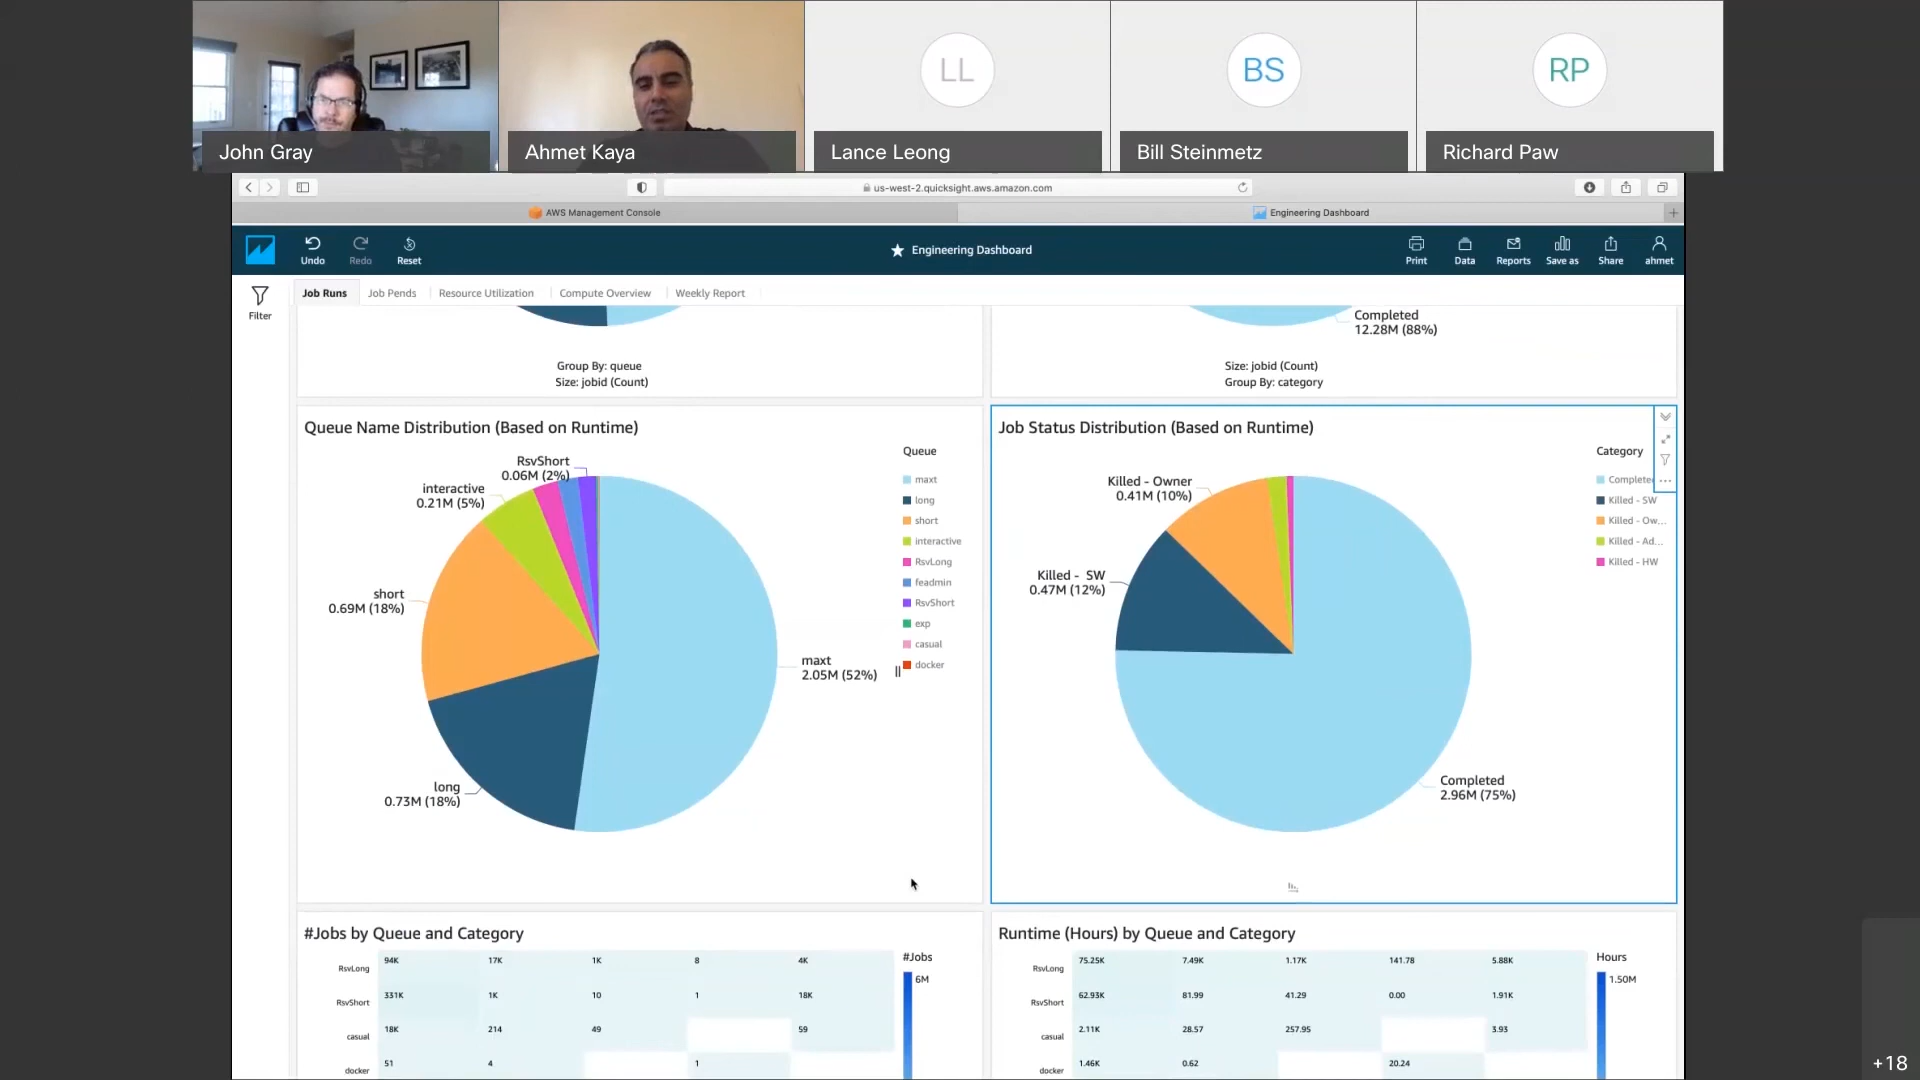 LL
BS
RP
John Gray
Ahmet Kaya
Lance Leong
Bill Steinmetz
Richard Paw
us-west-2.quicksight.aws.amazon.com
AWS Management Console
Engineering Dashboard
Undo
Redo
Reset
Engineering Dashboard
Print
Data
Reports
Save as
Share
ahmet
Filter
Job Runs
Job Pends
Resource Utilization
Compute Overview
Weekly Report
Group By: queue
Size: jobid (Count)
Completed
12.28M (88%)
Size: jobid (Count)
Group By: category
Queue Name Distribution (Based on Runtime)
RsvShort
0.06M (2%)
interactive
0.21M (5%)
short
0.69M (18%)
long
0.73M (18%)
maxt
2.05M (52%)
Queue
maxt
long
short
interactive
RsvLong
feadmin
RsvShort
exp
casual
docker
Job Status Distribution (Based on Runtime)
Killed - Owner
0.41M (10%)
Killed - SW
0.47M (12%)
Completed
2.96M (75%)
Category
Complete
Killed - SW
Killed - Ow...
Killed - Ad...
Killed - HW
#Jobs by Queue and Category
RsvLong 94K 17K 1K 8 4K
RsvShort 331K 1K 10 1 18K
casual 18K 214 49 59
docker 51 4 1
#Jobs
6M
Runtime (Hours) by Queue and Category
RsvLong 75.25K 7.49K 1.17K 141.78 5.88K
RsvShort 62.93K 81.99 41.29 0.00 1.91K
casual 2.11K 28.57 257.95 3.93
docker 1.46K 0.62 20.24
Hours
1.50M
+18